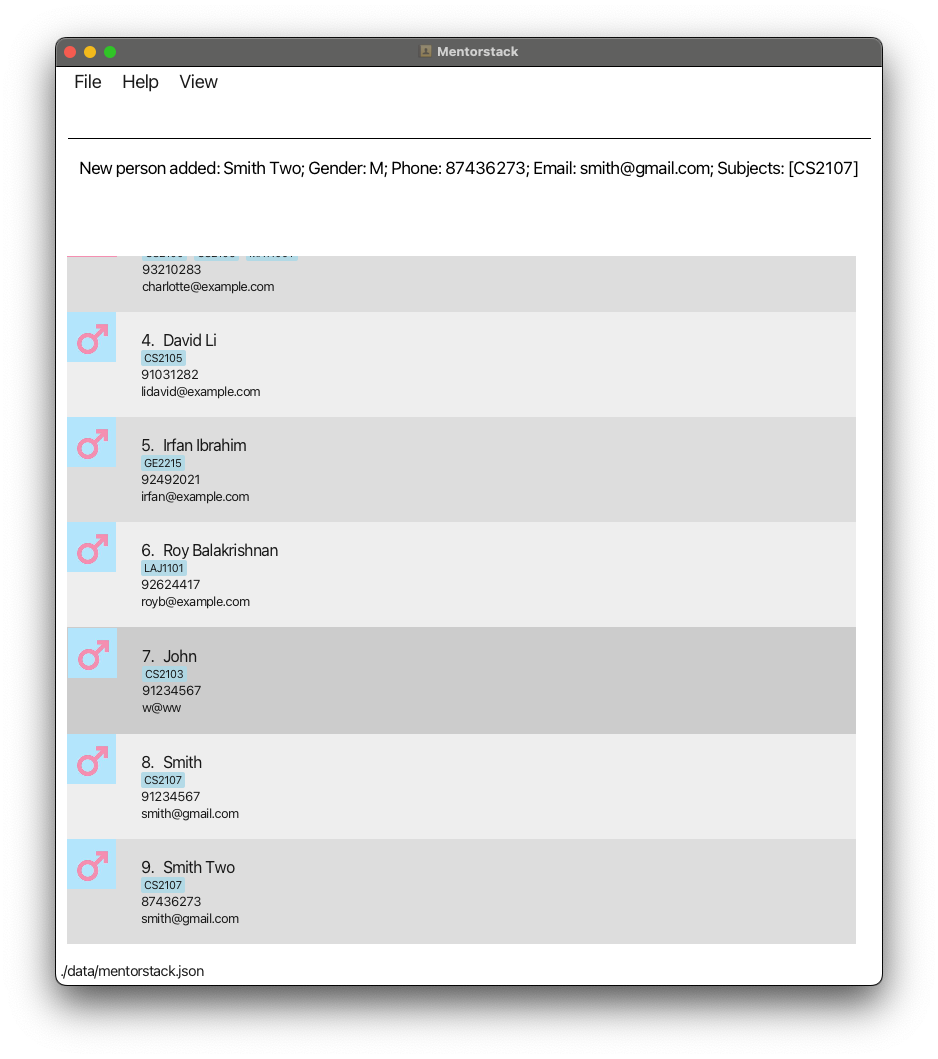 Mentorstack
File Help View
New person added: Smith Two; Gender: M; Phone: 87436273; Email: smith@gmail.com; Subjects: [CS2107]
93210283
charlotte@example.com
4. David Li
CS2105
91031282
lidavid@example.com
5. Irfan Ibrahim
GE2215
92492021
irfan@example.com
6. Roy Balakrishnan
LAJ1101
92624417
royb@example.com
7. John
CS2103
91234567
w@ww
8. Smith
CS2107
91234567
smith@gmail.com
9. Smith Two
CS2107
87436273
smith@gmail.com
./data/mentorstack.json